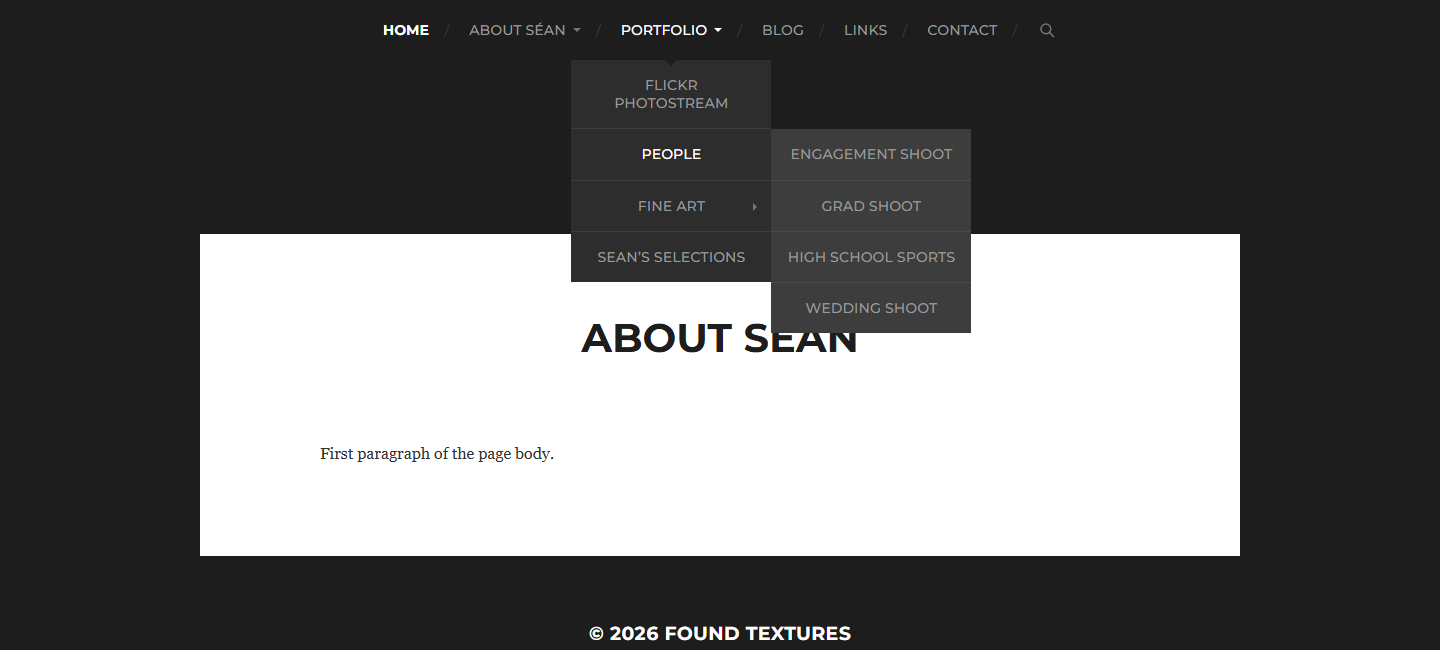 HOME / ABOUT SÉAN / PORTFOLIO / BLOG / LINKS / CONTACT /
FLICKR
PHOTOSTREAM
PEOPLE
ENGAGEMENT SHOOT
FINE ART
GRAD SHOOT
SEAN’S SELECTIONS
HIGH SCHOOL SPORTS
WEDDING SHOOT
ABOUT SEAN
First paragraph of the page body.
© 2026 FOUND TEXTURES